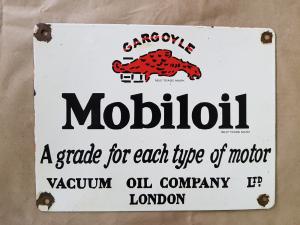 GARGOYLE
Mobiloil
A grade for each type of motor
VACUUM OIL COMPANY LTD
LONDON